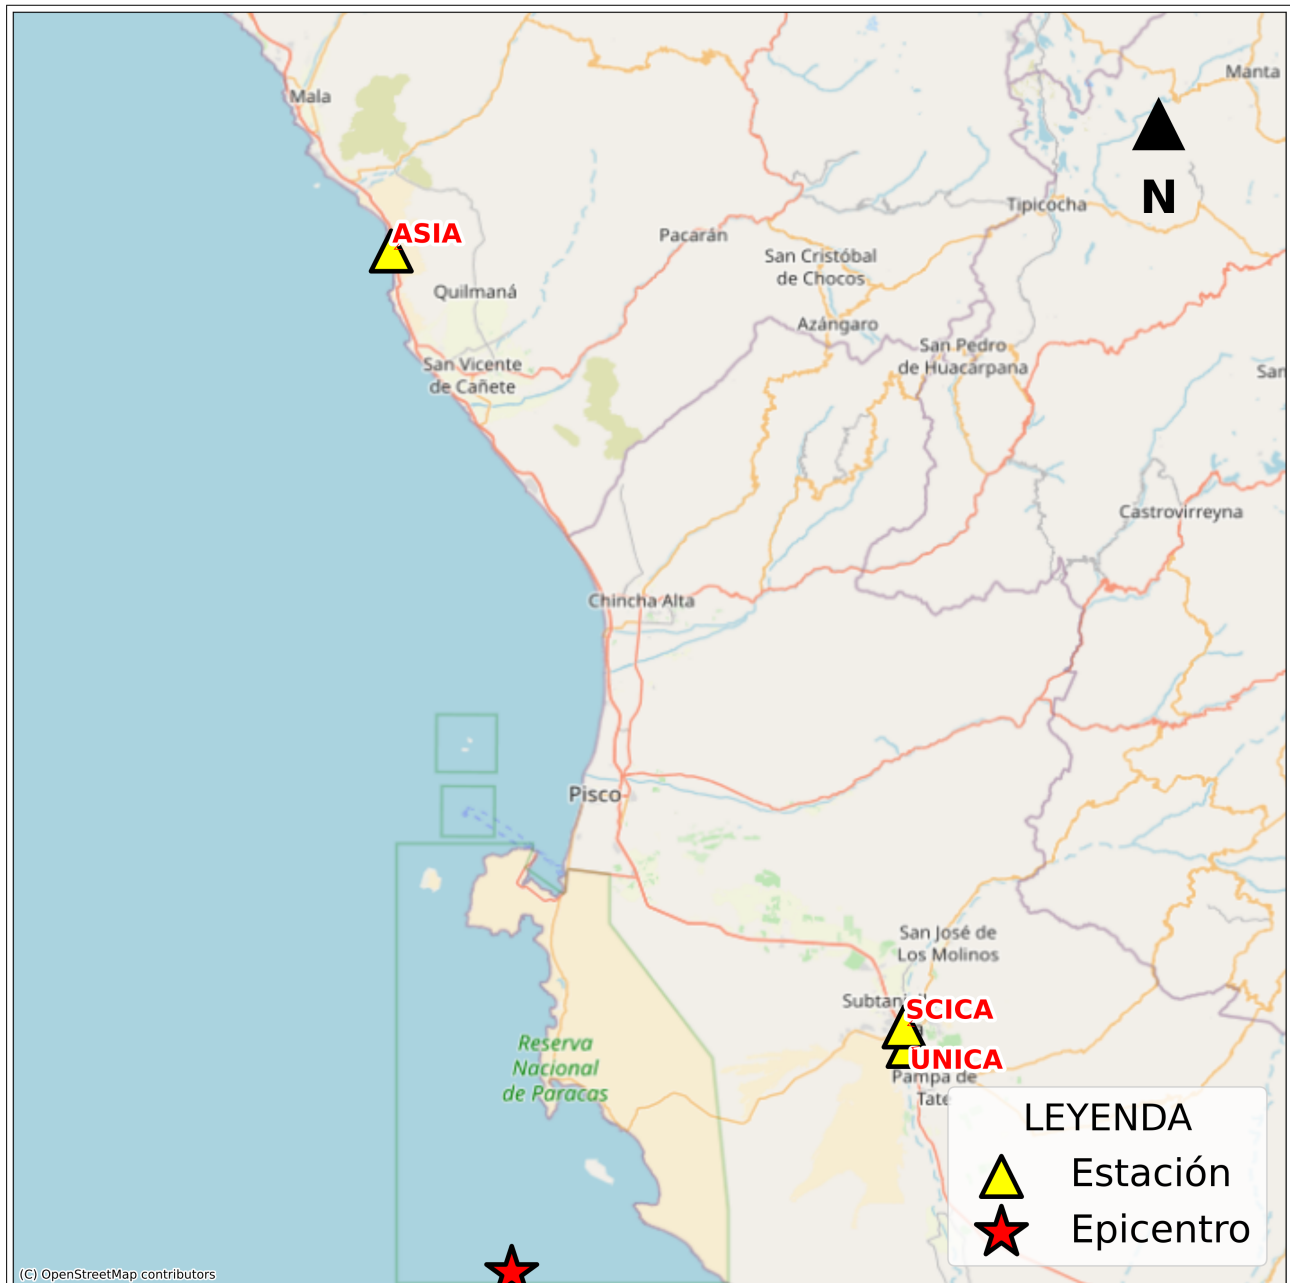 Mala
Manta
N
Tipicocha
ASIA
Pacarán
San Cristóbal
de Chocos
Quilmaná
Azángaro
San Pedro
de Huacarpana
San Vicente
de Cañete
San
Castrovirreyna
Chincha Alta
Pisco
San José de
Los Molinos
SCICA
UNICA
Reserva
Nacional
de Paracas
Pampa de
Tate
LEYENDA
Estación
Epicentro
(C) OpenStreetMap contributors